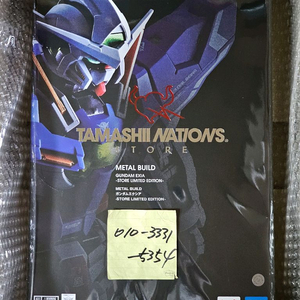 TAMASHII NATIONS
STORE
METAL BUILD
GUNDAM EXIA
-STORE LIMITED EDITION-
METAL BUILD
ガンダムエクシア
-STORE LIMITED EDITION-
010-3331
-5354